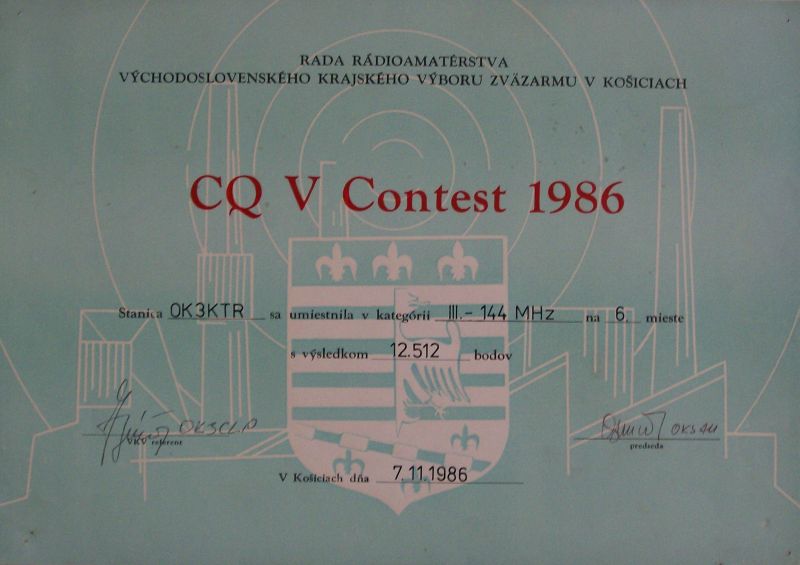 RADA RÁDIOAMATÉRSTVA
VÝCHODOSLOVENSKÉHO KRAJSKÉHO VÝBORU ZVÄZARMU V KOŠICIACH
CQ V Contest 1986
Stanica OK3KTR sa umiestnila v kategórii III.- 144 MHz na 6. mieste
s výsledkom 12.512 bodov
OK3CLP
VKV referent
OK3AU
predseda
V Košiciach dňa 7.11.1986